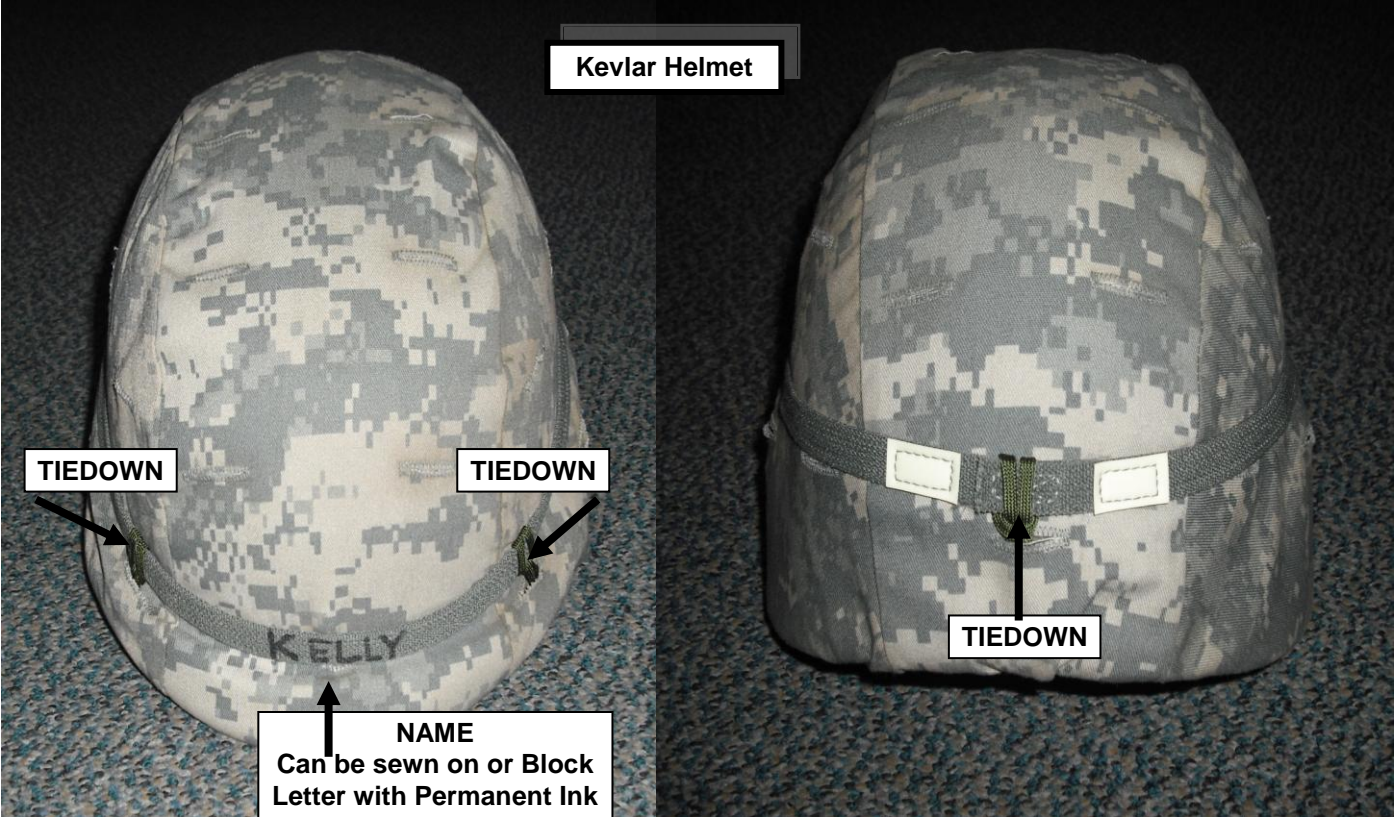 Kevlar Helmet
TIEDOWN
TIEDOWN
KELLY
NAME
Can be sewn on or Block
Letter with Permanent Ink
TIEDOWN